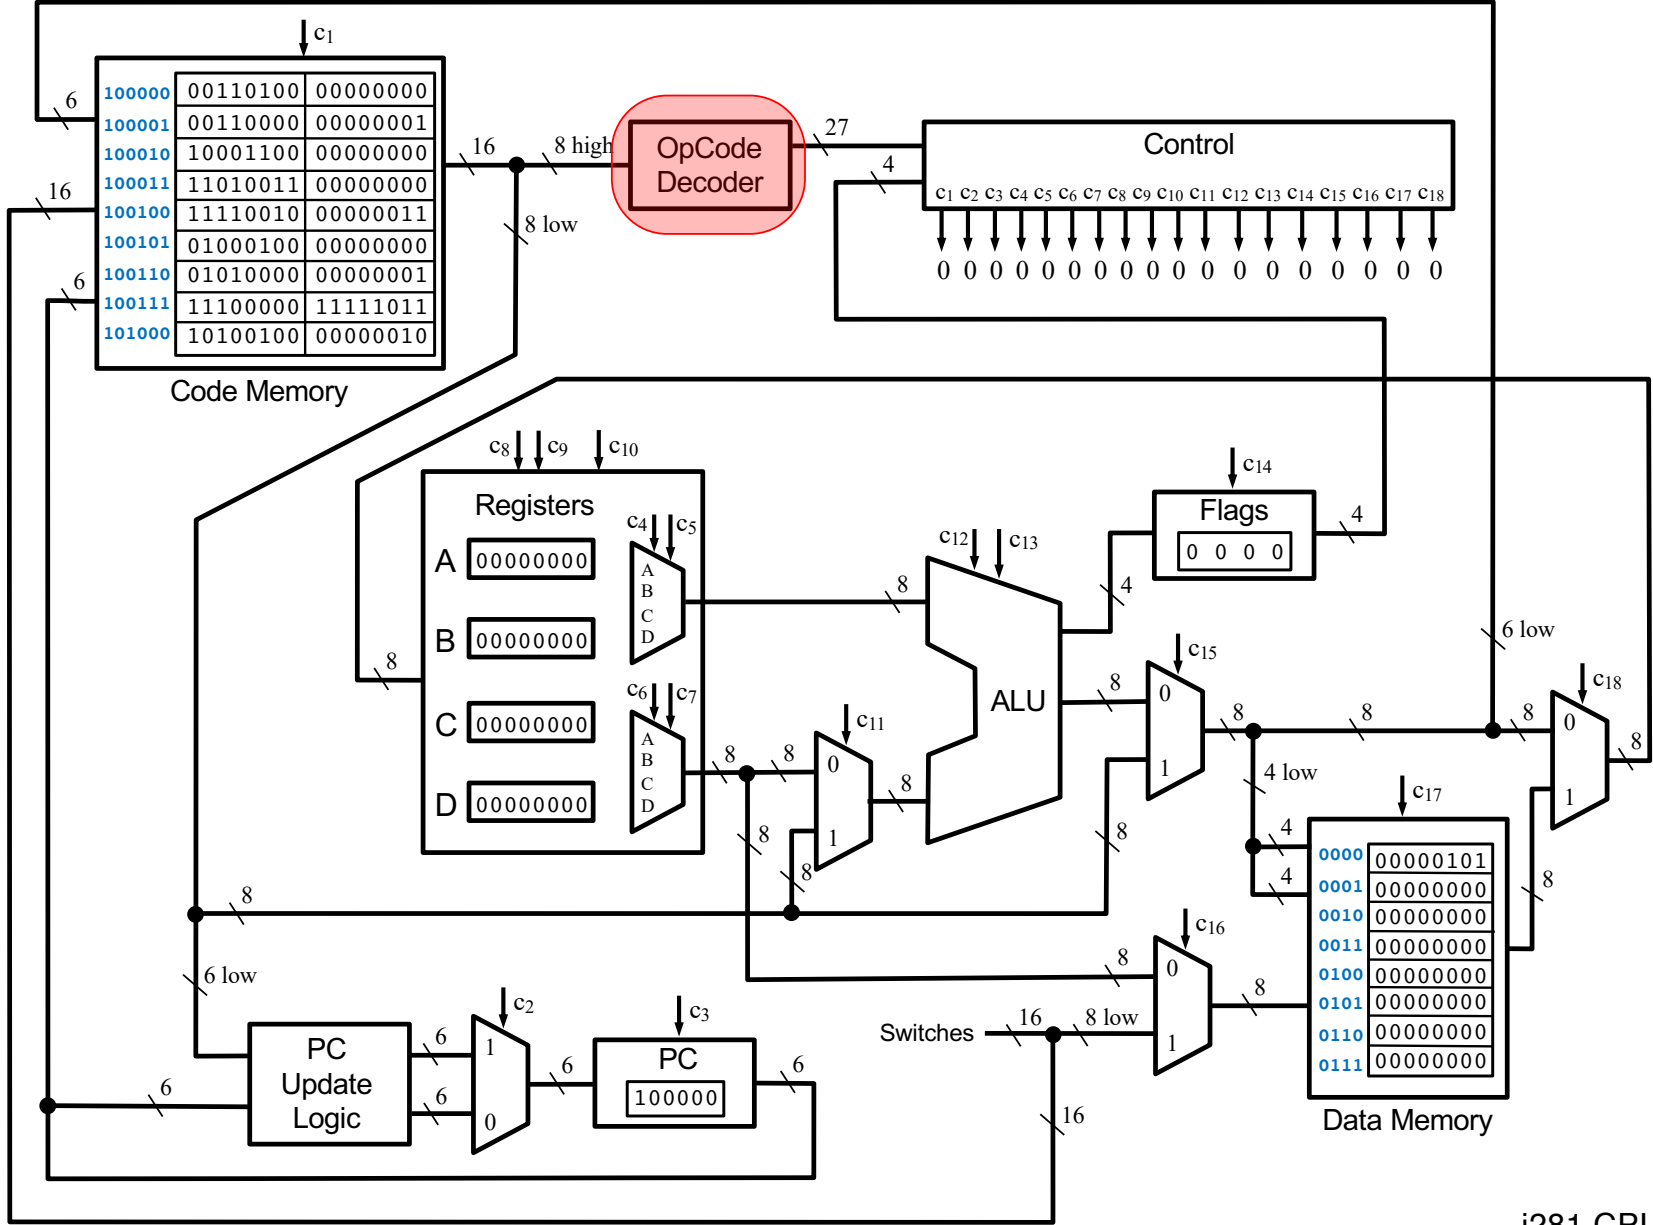 c1
100000 00110100 00000000
100001 00110000 00000001
100010 10001100 00000000
100011 11010011 00000000
100100 11110010 00000011
100101 01000100 00000000
100110 01010000 00000001
100111 11100000 11111011
101000 10100100 00000010
Code Memory
6
16
6
16
8 high
8 low
OpCode
Decoder
27
4
Control
c1 c2 c3 c4 c5 c6 c7 c8 c9 c10 c11 c12 c13 c14 c15 c16 c17 c18
0 0 0 0 0 0 0 0 0 0 0 0 0 0 0 0 0 0
c8 c9 c10
Registers
A 00000000
B 00000000
C 00000000
D 00000000
c4 c5
A
B
C
D
c6 c7
A
B
C
D
8
8
8
8
8
c11
0
1
8
8
8
c12 c13
ALU
4
8
c14
Flags
0 0 0 0
4
c15
0
1
8
8
8
4 low
6 low
8
c18
0
1
8
8
c17
4
4
0000 00000101
0001 00000000
0010 00000000
0011 00000000
0100 00000000
0101 00000000
0110 00000000
0111 00000000
Data Memory
c16
0
1
8
8
Switches
16
8 low
16
6 low
6
PC
Update
Logic
6
6
c2
1
0
6
c3
PC
100000
6